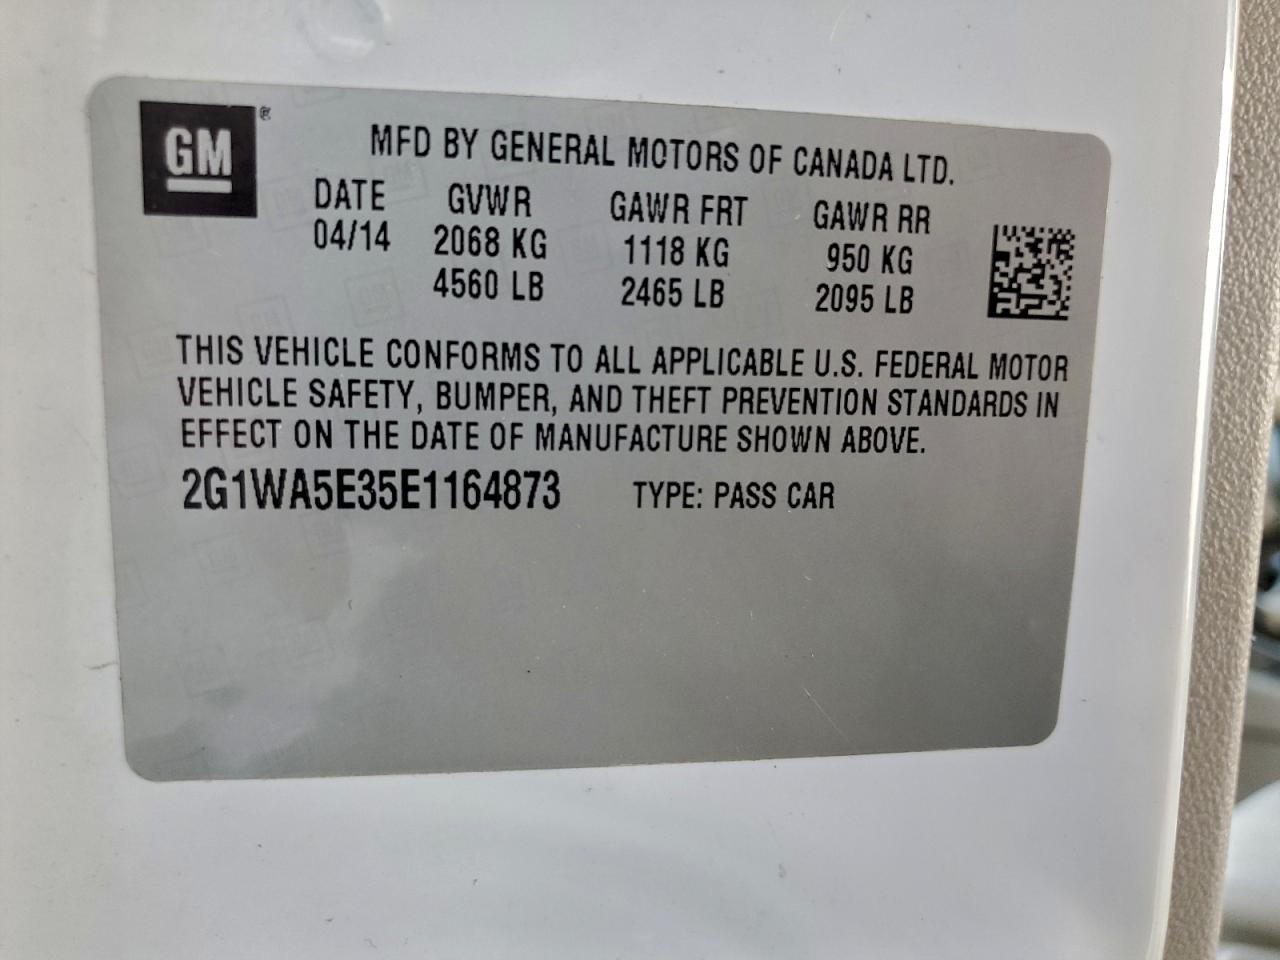 GM®
MFD BY GENERAL MOTORS OF CANADA LTD.
DATE GVWR GAWR FRT GAWR RR
04/14 2068 KG 1118 KG 950 KG
4560 LB 2465 LB 2095 LB
THIS VEHICLE CONFORMS TO ALL APPLICABLE U.S. FEDERAL MOTOR
VEHICLE SAFETY, BUMPER, AND THEFT PREVENTION STANDARDS IN
EFFECT ON THE DATE OF MANUFACTURE SHOWN ABOVE.
2G1WA5E35E1164873 TYPE: PASS CAR